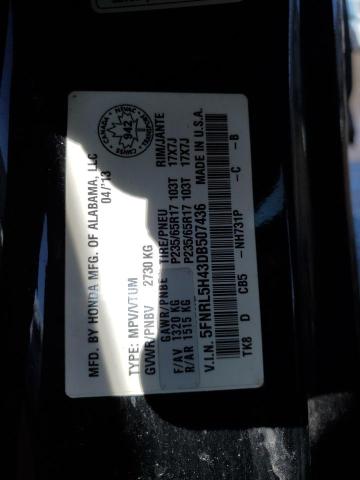 MFD. BY HONDA MFG. OF ALABAMA, LLC
04/'13
CANADA
942
TYPE: MPV/VTUM
GVWR/PNBV 2730 KG
GAWR/PNBE TIRE/PNEU RIM/JANTE
F/AV 1320 KG P235/65R17 103T 17X7J
R/AR 1515 KG P235/65R17 103T 17X7J
V.I.N. 5FNRL5H43DB507436 MADE IN U.S.A.
TK8 D CB5 -NH731P -C -B